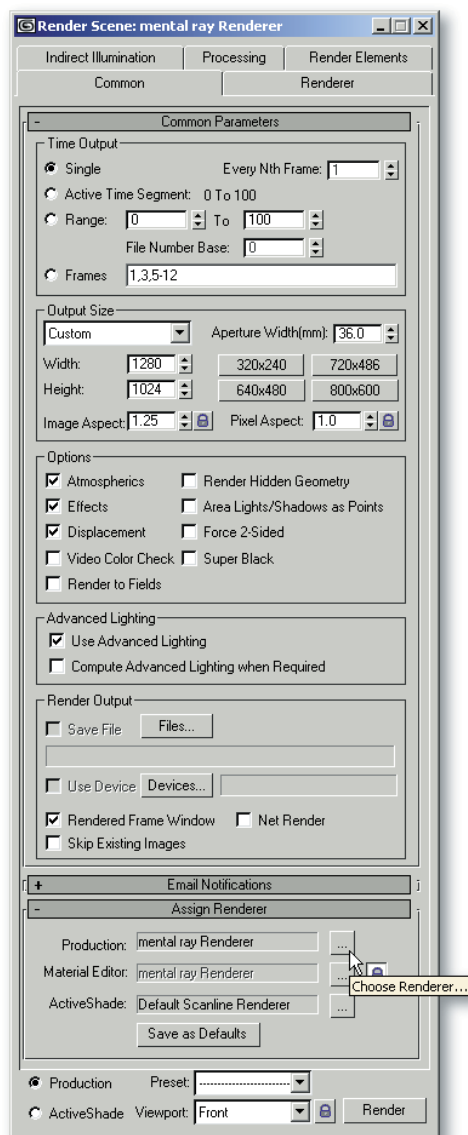 Render Scene: mental ray Renderer
Indirect Illumination Processing Render Elements
Common Renderer
- Common Parameters
Time Output
Single Every Nth Frame: 1
Active Time Segment: 0 To 100
Range: 0 To 100
File Number Base: 0
Frames 1,3,5-12
Output Size
Custom Aperture Width(mm): 36.0
Width: 1280 320x240 720x486
Height: 1024 640x480 800x600
Image Aspect: 1.25 Pixel Aspect: 1.0
Options
Atmospherics Render Hidden Geometry
Effects Area Lights/Shadows as Points
Displacement Force 2-Sided
Video Color Check Super Black
Render to Fields
Advanced Lighting
Use Advanced Lighting
Compute Advanced Lighting when Required
Render Output
Save File Files...
Use Device Devices...
Rendered Frame Window Net Render
Skip Existing Images
+ Email Notifications
- Assign Renderer
Production: mental ray Renderer ...
Material Editor: mental ray Renderer ...
Choose Renderer...
ActiveShade: Default Scanline Renderer ...
Save as Defaults
Production Preset: -------------------------
ActiveShade Viewport: Front Render